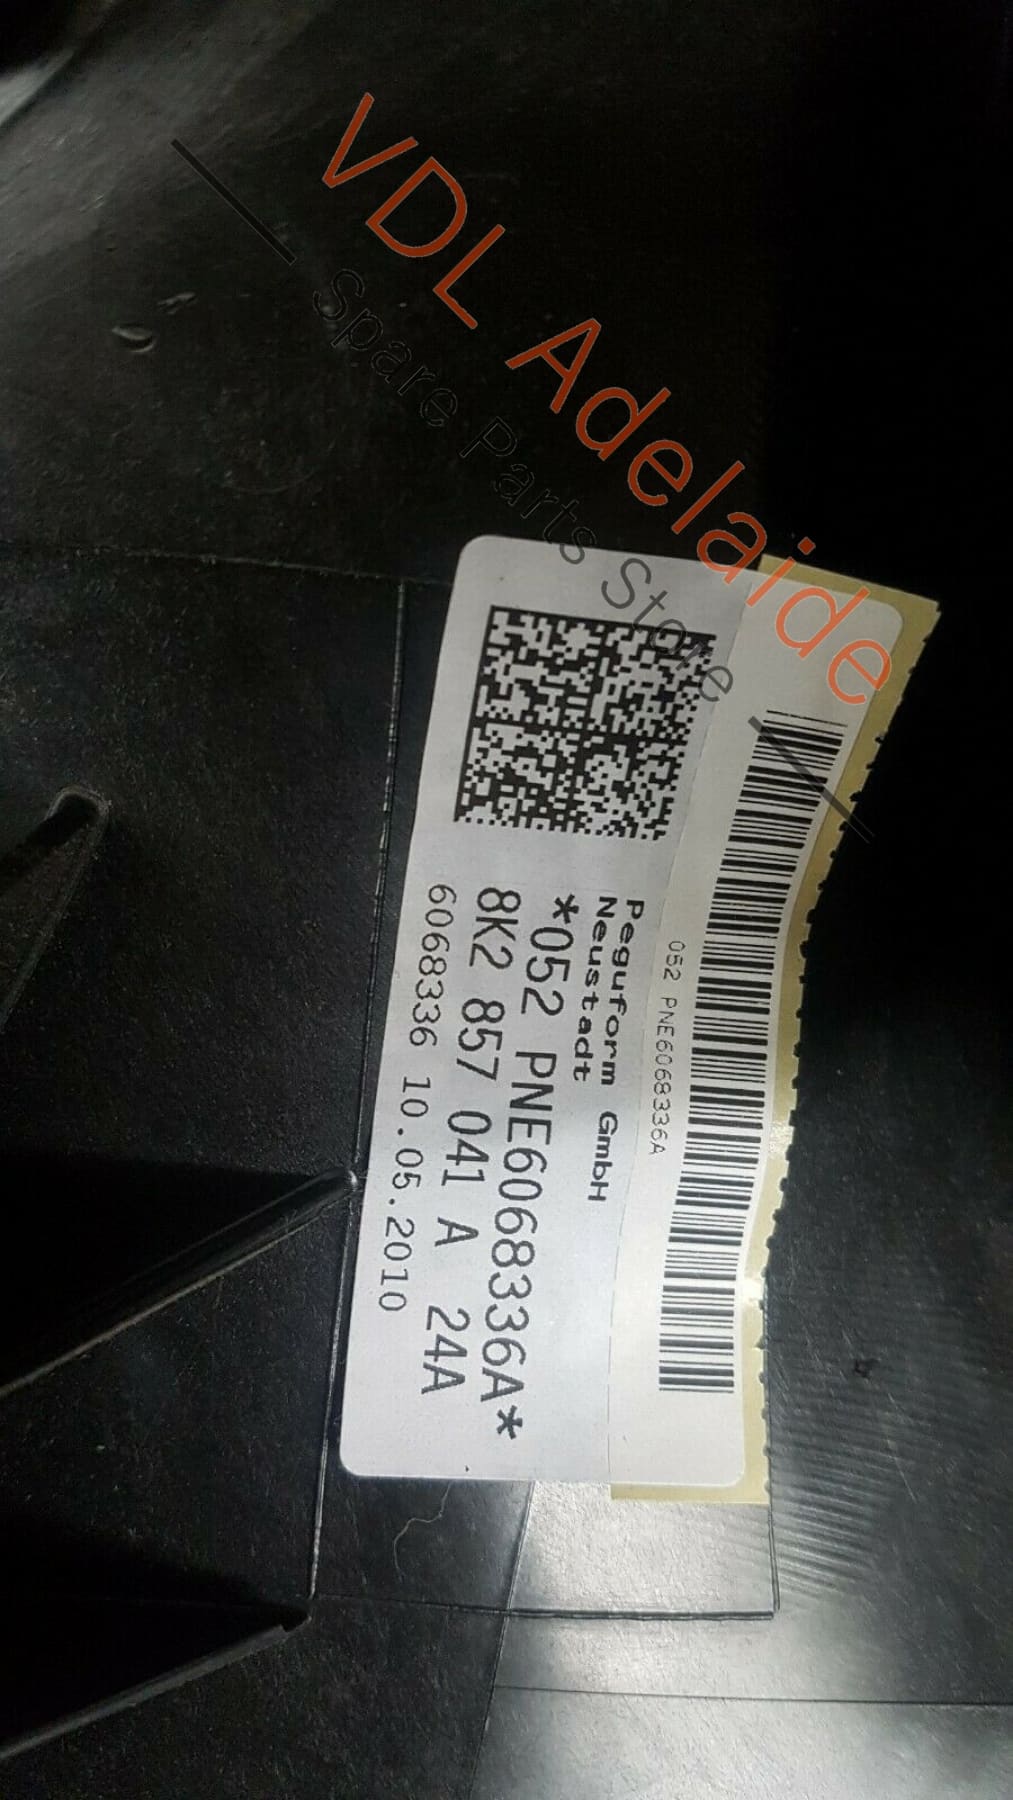 VDL Adelaide
Spare Parts Store
052 PNE6068336A
Peguform GmbH
Neustadt
*052 PNE6068336A*
8K2 857 041 A 24A
6068336 10.05.2010